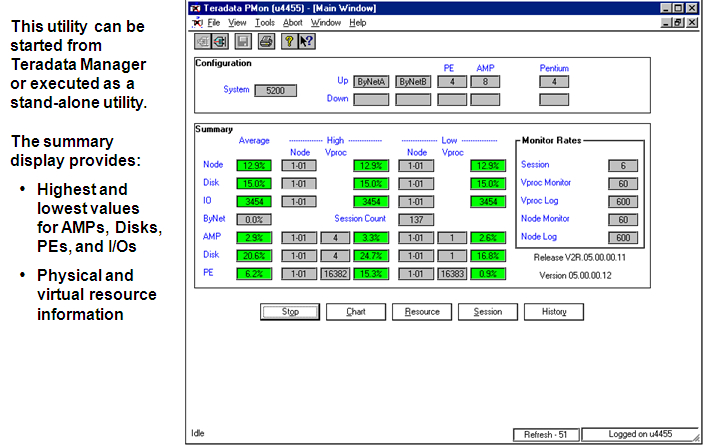 This utility can be
started from
Teradata Manager
or executed as a
stand-alone utility.
The summary
display provides:
• Highest and
lowest values
for AMPs, Disks,
PEs, and I/Os
• Physical and
virtual resource
information
Teradata PMon (u4455) - [Main Window]
File View Tools Abort Window Help
Configuration
PE AMP Pentium
System 5200 Up ByNetA ByNetB 4 8 4
Down
Summary
Average High Low
Node Vproc Node Vproc
Node 12.9% 1-01 12.9% 1-01 12.9%
Disk 15.0% 1-01 15.0% 1-01 15.0%
IO 3454 1-01 3454 1-01 3454
ByNet 0.0% Session Count 137
AMP 2.9% 1-01 4 3.3% 1-01 1 2.6%
Disk 20.6% 1-01 4 24.7% 1-01 1 16.8%
PE 6.2% 1-01 16382 15.3% 1-01 16383 0.9%
Monitor Rates
Session 6
Vproc Monitor 60
Vproc Log 600
Node Monitor 60
Node Log 600
Release V2R.05.00.00.11
Version 05.00.00.12
Stop Chart Resource Session History
Idle Refresh - 51 Logged on u4455